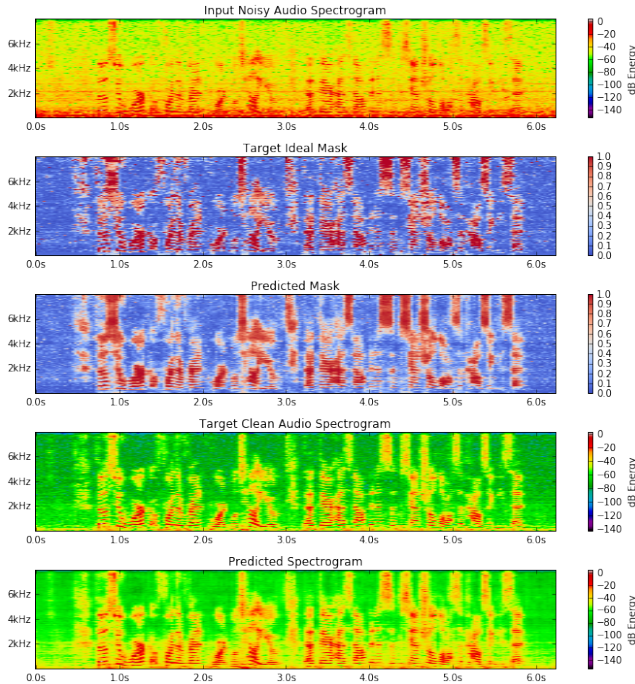 Input Noisy Audio Spectrogram
6kHz
4kHz
2kHz
0.0s 1.0s 2.0s 3.0s 4.0s 5.0s 6.0s
0
−20
−40
−60
−80
−100
−120
−140
dB Energy
Target Ideal Mask
6kHz
4kHz
2kHz
0.0s 1.0s 2.0s 3.0s 4.0s 5.0s 6.0s
1.0
0.9
0.8
0.7
0.6
0.5
0.4
0.3
0.2
0.1
0.0
Predicted Mask
6kHz
4kHz
2kHz
0.0s 1.0s 2.0s 3.0s 4.0s 5.0s 6.0s
1.0
0.9
0.8
0.7
0.6
0.5
0.4
0.3
0.2
0.1
0.0
Target Clean Audio Spectrogram
6kHz
4kHz
2kHz
0.0s 1.0s 2.0s 3.0s 4.0s 5.0s 6.0s
0
−20
−40
−60
−80
−100
−120
−140
dB Energy
Predicted Spectrogram
6kHz
4kHz
2kHz
0.0s 1.0s 2.0s 3.0s 4.0s 5.0s 6.0s
0
−20
−40
−60
−80
−100
−120
−140
dB Energy